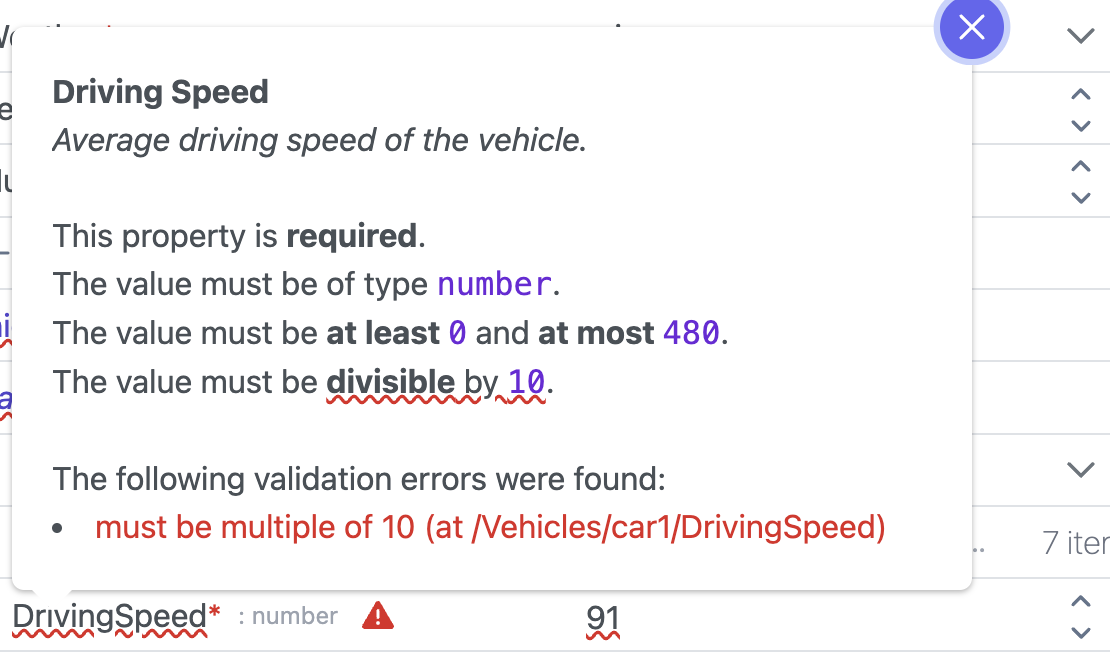 Driving Speed
Average driving speed of the vehicle.
This property is required.
The value must be of type number.
The value must be at least 0 and at most 480.
The value must be divisible by 10.
The following validation errors were found:
• must be multiple of 10 (at /Vehicles/car1/DrivingSpeed)
7
DrivingSpeed* : number 91